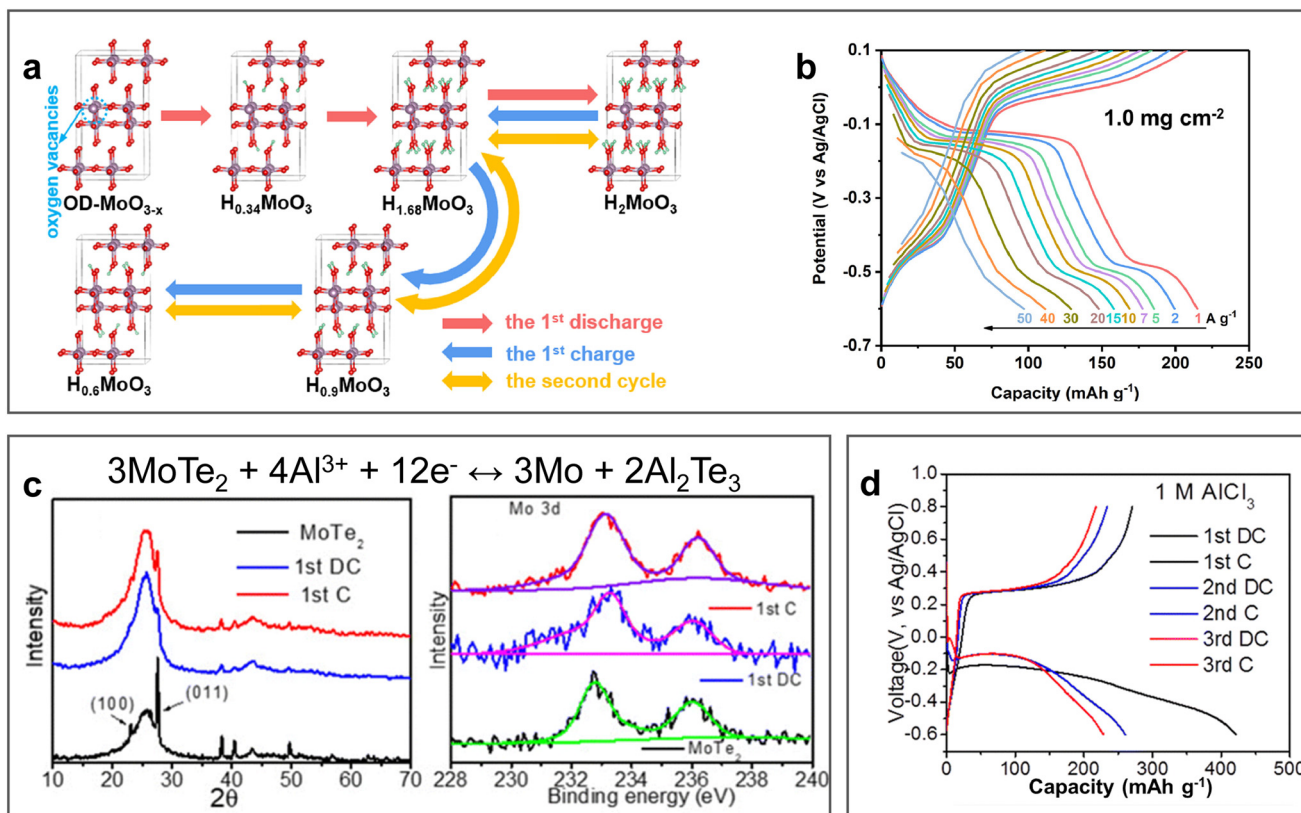 a
oxygen vacancies
OD-MoO3-x
H0.34MoO3
H1.68MoO3
H2MoO3
H0.6MoO3
H0.9MoO3
the 1st discharge
the 1st charge
the second cycle
b
1.0 mg cm-2
Potential (V vs Ag/AgCl)
0.1
-0.1
-0.3
-0.5
-0.7
50 40 30 20 15 10 7 5 2 1 A g-1
0 50 100 150 200 250
Capacity (mAh g-1)
c
3MoTe2 + 4Al3+ + 12e- ↔ 3Mo + 2Al2Te3
Intensity
MoTe2
1st DC
1st C
(100)
(011)
10 20 30 40 50 60 70
2θ
Intensity
Mo 3d
1st C
1st DC
MoTe2
228 230 232 234 236 238 240
Binding energy (eV)
d
1 M AlCl3
1st DC
1st C
2nd DC
2nd C
3rd DC
3rd C
Voltage(V, vs Ag/AgCl)
1.0
0.8
0.6
0.4
0.2
0.0
-0.2
-0.4
-0.6
0 100 200 300 400 500
Capacity (mAh g-1)